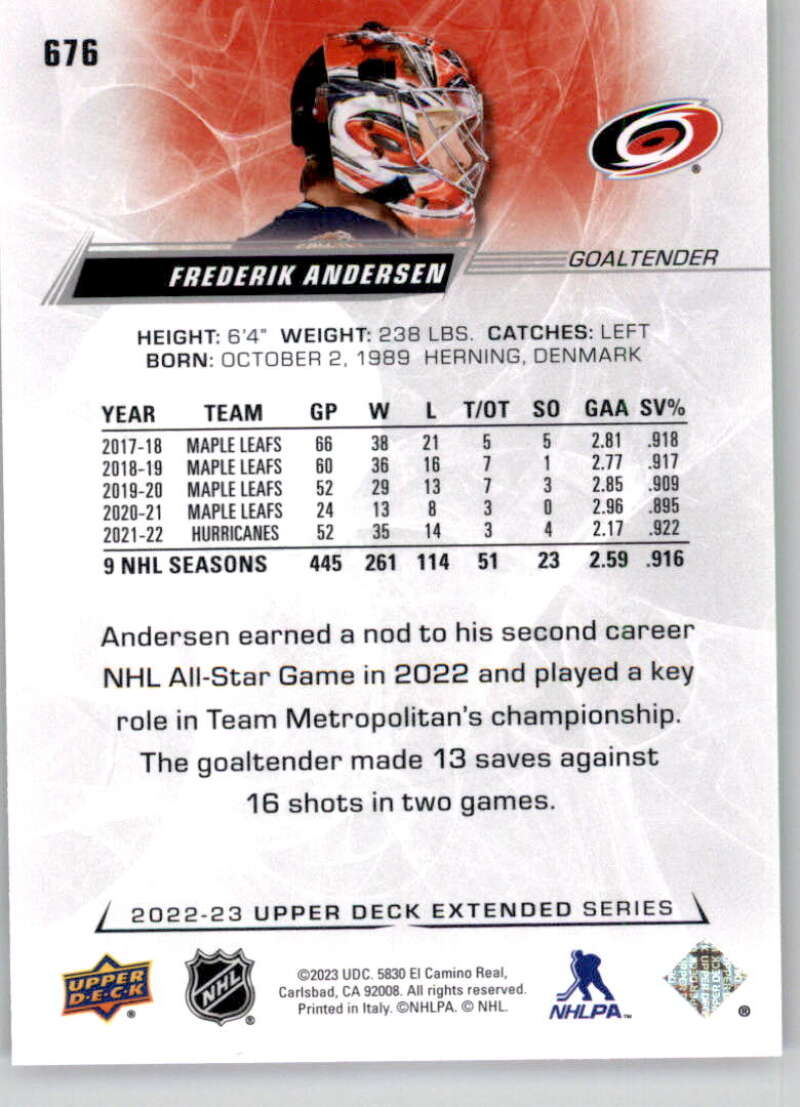 676
FREDERIK ANDERSEN
GOALTENDER
HEIGHT: 6'4" WEIGHT: 238 LBS. CATCHES: LEFT
BORN: OCTOBER 2, 1989 HERNING, DENMARK
YEAR TEAM GP W L T/OT SO GAA SV%
2017-18 MAPLE LEAFS 66 38 21 5 5 2.81 .918
2018-19 MAPLE LEAFS 60 36 16 7 1 2.77 .917
2019-20 MAPLE LEAFS 52 29 13 7 3 2.85 .909
2020-21 MAPLE LEAFS 24 13 8 3 0 2.96 .895
2021-22 HURRICANES 52 35 14 3 4 2.17 .922
9 NHL SEASONS 445 261 114 51 23 2.59 .916
Andersen earned a nod to his second career
NHL All-Star Game in 2022 and played a key
role in Team Metropolitan's championship.
The goaltender made 13 saves against
16 shots in two games.
2022-23 UPPER DECK EXTENDED SERIES
UPPER
D·E·C·K
®
NHL
®
©2023 UDC. 5830 El Camino Real,
Carlsbad, CA 92008. All rights reserved.
Printed in Italy. ©NHLPA. © NHL.
NHLPA™
®